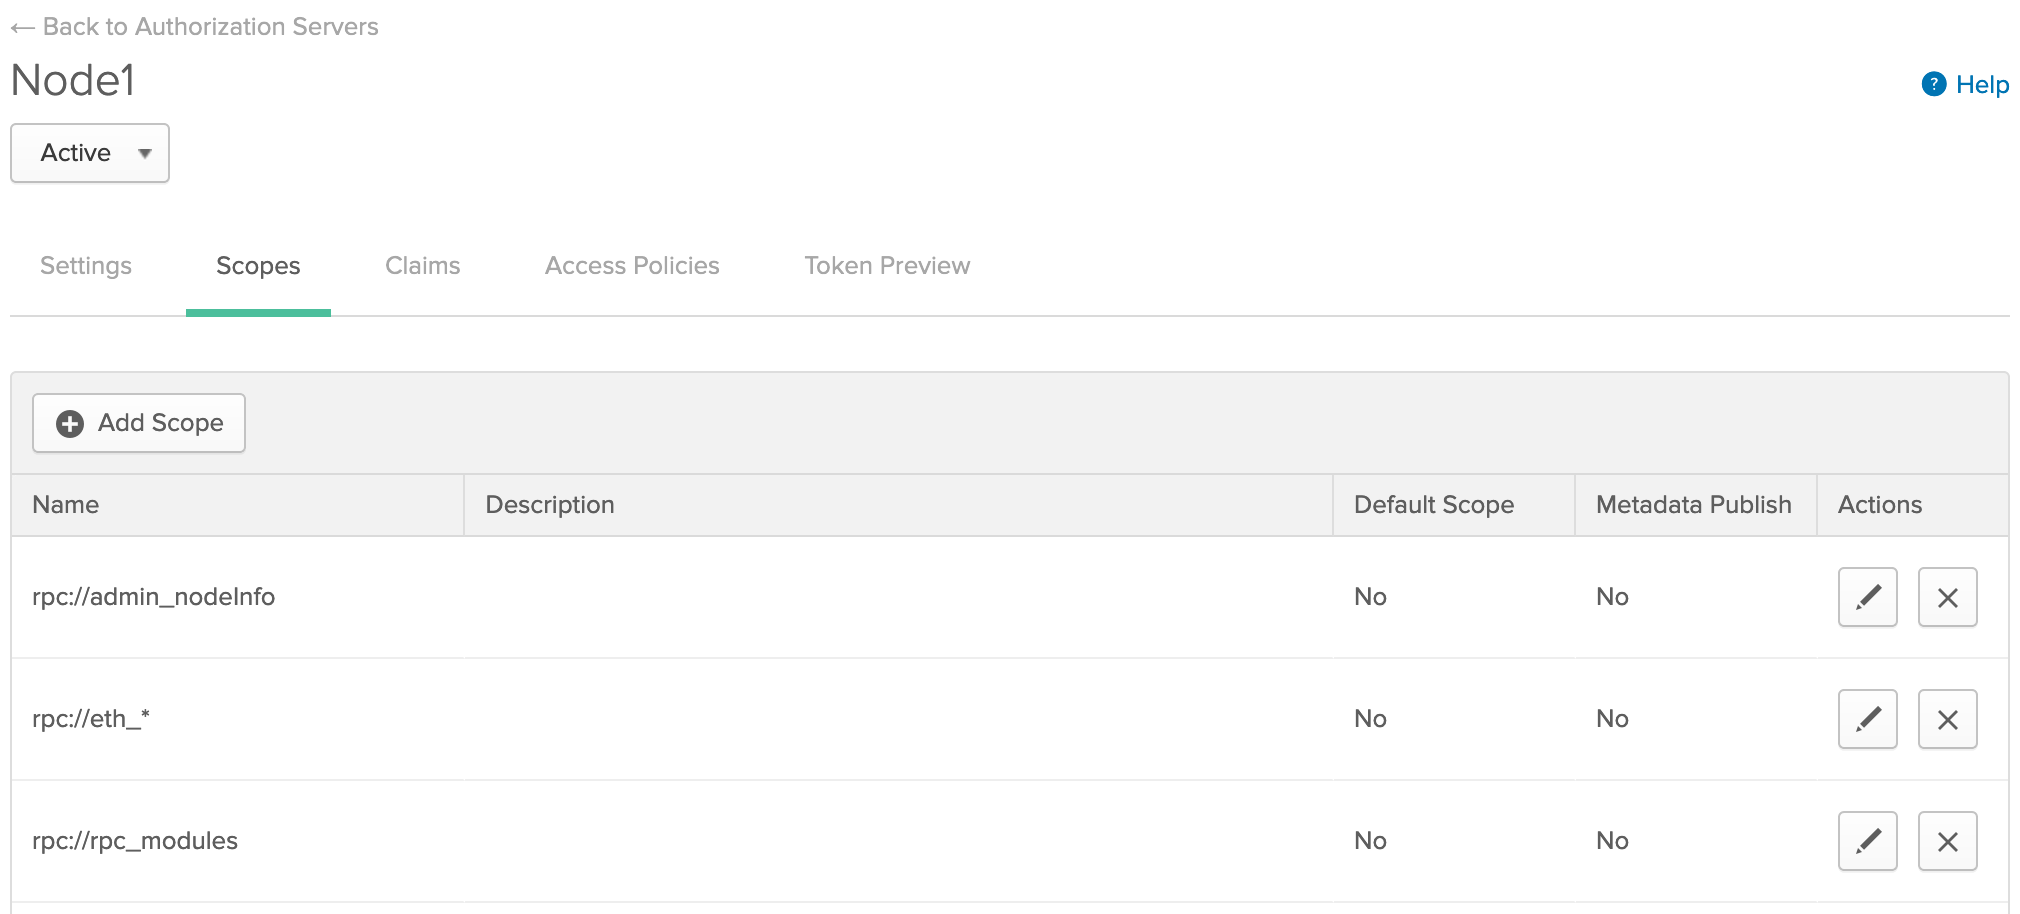 ← Back to Authorization Servers
Node1
? Help
Active
Settings Scopes Claims Access Policies Token Preview
Add Scope
Name Description Default Scope Metadata Publish Actions
rpc://admin_nodeInfo No No
rpc://eth_* No No
rpc://rpc_modules No No